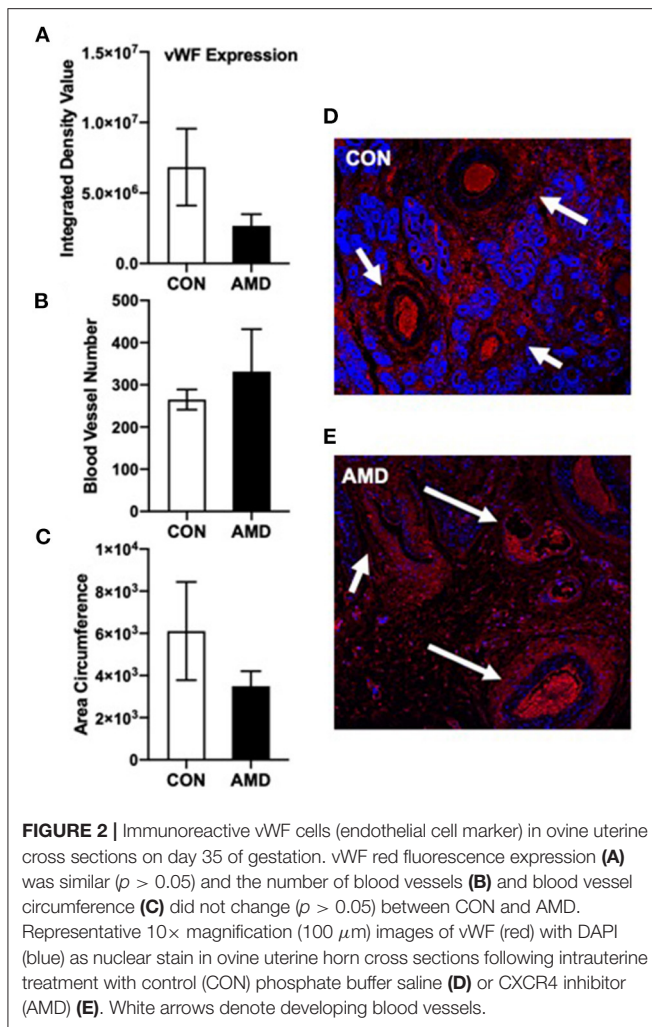 A
vWF Expression
Integrated Density Value
1.5×10⁷
1.0×10⁷
5.0×10⁶
0.0
CON AMD
B
Blood Vessel Number
500
400
300
200
100
0
CON AMD
C
Area Circumference
1×10⁴
8×10³
6×10³
4×10³
2×10³
0
CON AMD
D
CON
E
AMD
FIGURE 2 | Immunoreactive vWF cells (endothelial cell marker) in ovine uterine
cross sections on day 35 of gestation. vWF red fluorescence expression (A)
was similar (p > 0.05) and the number of blood vessels (B) and blood vessel
circumference (C) did not change (p > 0.05) between CON and AMD.
Representative 10× magnification (100 μm) images of vWF (red) with DAPI
(blue) as nuclear stain in ovine uterine horn cross sections following intrauterine
treatment with control (CON) phosphate buffer saline (D) or CXCR4 inhibitor
(AMD) (E). White arrows denote developing blood vessels.